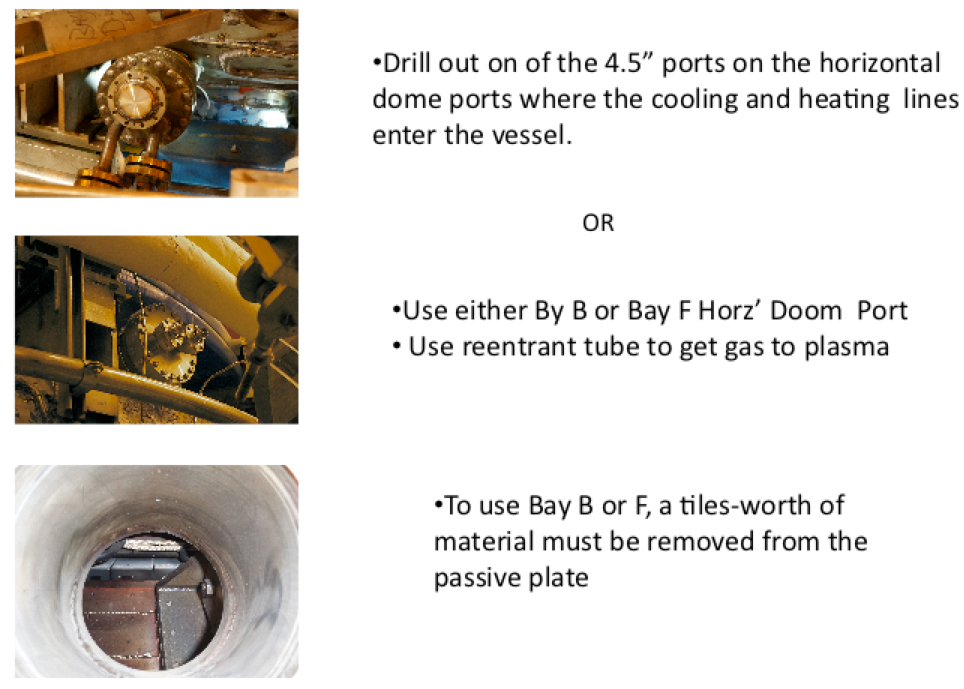 •Drill out on of the 4.5” ports on the horizontal
dome ports where the cooling and heating lines
enter the vessel.
OR
•Use either By B or Bay F Horz’ Doom Port
• Use reentrant tube to get gas to plasma
•To use Bay B or F, a tiles-worth of
material must be removed from the
passive plate